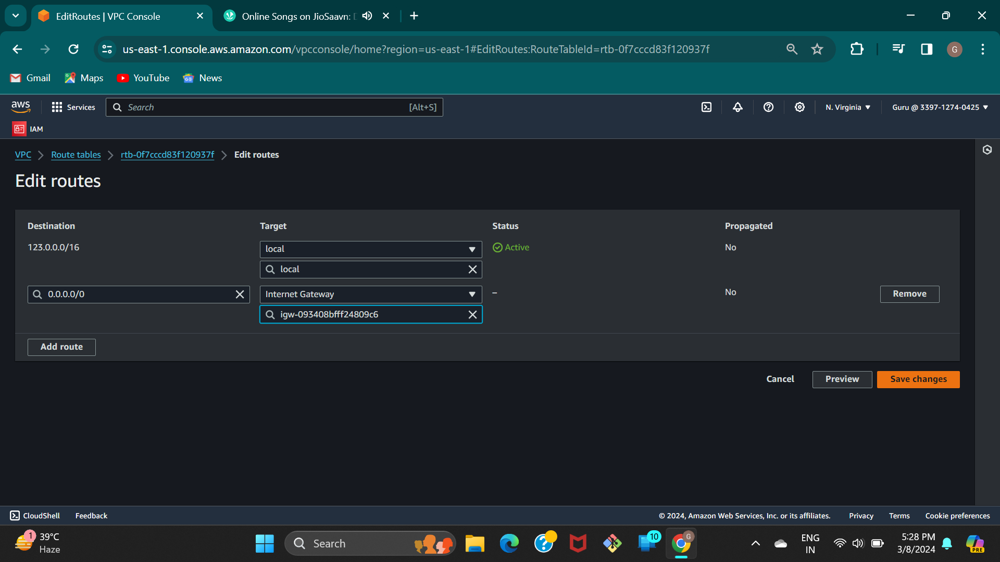 EditRoutes | VPC Console
Online Songs on JioSaavn:
us-east-1.console.aws.amazon.com/vpcconsole/home?region=us-east-1#EditRoutes:RouteTableId=rtb-0f7cccd83f120937f
G
Gmail
Maps
YouTube
News
aws
Services
Search
[Alt+S]
N. Virginia
Guru @ 3397-1274-0425
IAM
VPC
Route tables
rtb-0f7cccd83f120937f
Edit routes
Edit routes
Destination
Target
Status
Propagated
123.0.0.0/16
local
Active
No
local
0.0.0.0/0
Internet Gateway
–
No
Remove
igw-093408bfff24809c6
Add route
Cancel
Preview
Save changes
CloudShell
Feedback
© 2024, Amazon Web Services, Inc. or its affiliates.
Privacy
Terms
Cookie preferences
1
39°C
Haze
Search
10
G
ENG
IN
5:28 PM
3/8/2024
PRE